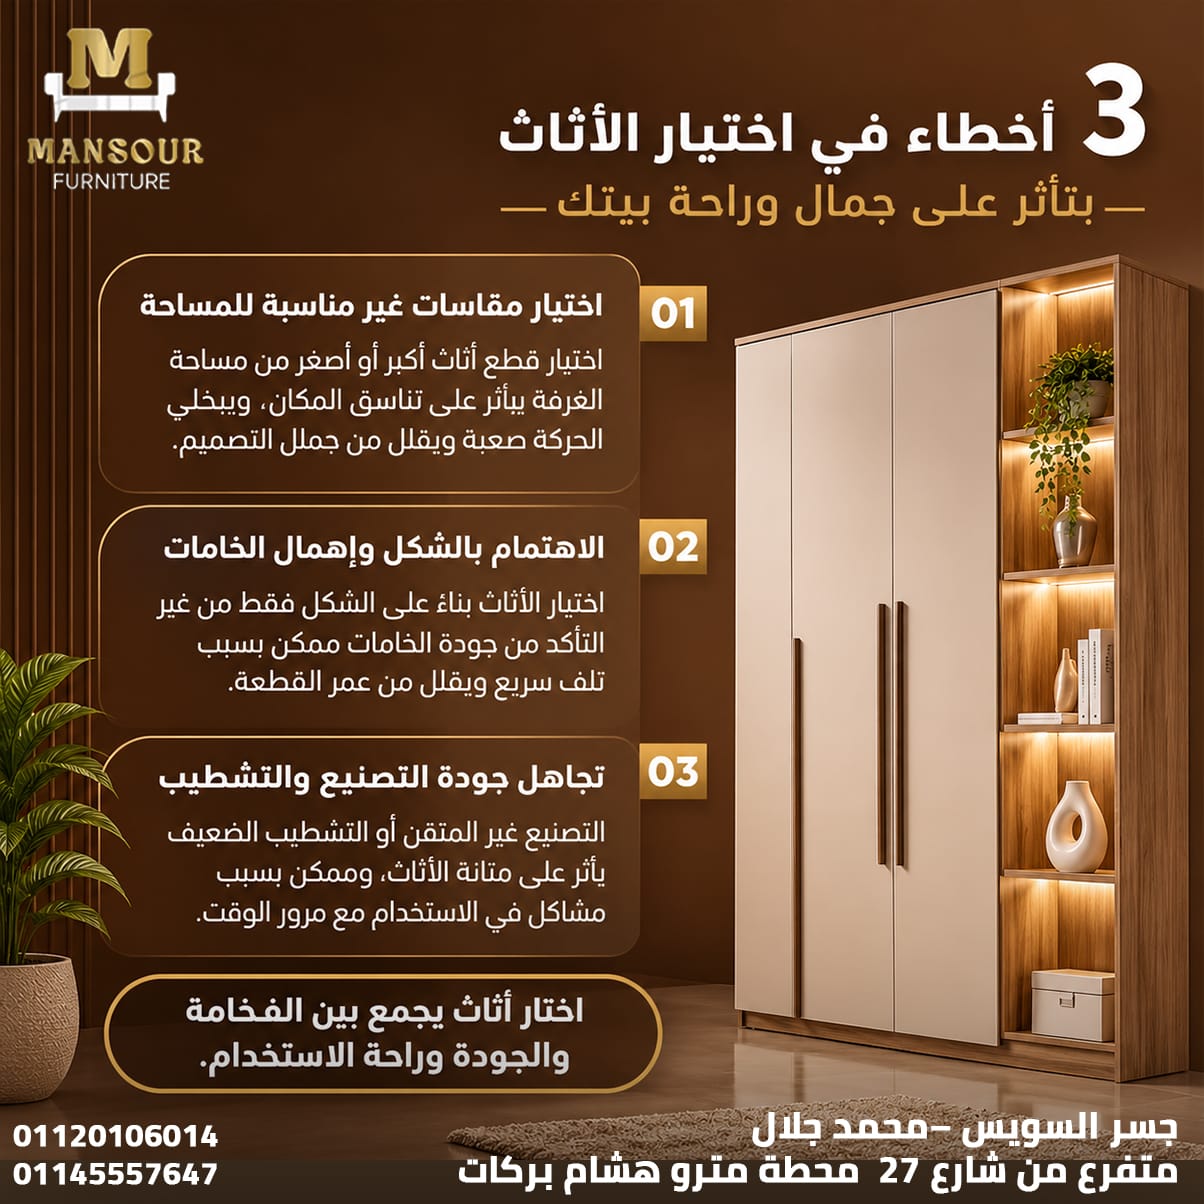 M
MANSOUR
FURNITURE
3 أخطاء في اختيار الأثاث
بتأثر على جمال وراحة بيتك
01
اختيار مقاسات غير مناسبة للمساحة
اختيار قطع أثاث أكبر أو أصغر من مساحة
الغرفة بيأثر على تناسق المكان، ويبخلي
الحركة صعبة ويقلل من جملل التصميم.
02
الاهتمام بالشكل وإهمال الخامات
اختيار الأثاث بناءً على الشكل فقط من غير
التأكد من جودة الخامات ممكن بسبب
تلف سريع ويقلل من عمر القطعة.
03
تجاهل جودة التصنيع والتشطيب
التصنيع غير المتقن أو التشطيب الضعيف
يأثر على متانة الأثاث، وممكن بسبب
مشاكل في الاستخدام مع مرور الوقت.
اختار أثاث يجمع بين الفخامة
والجودة وراحة الاستخدام.
جسر السويس –محمد جلال
متفرع من شارع 27 محطة مترو هشام بركات
01120106014
01145557647